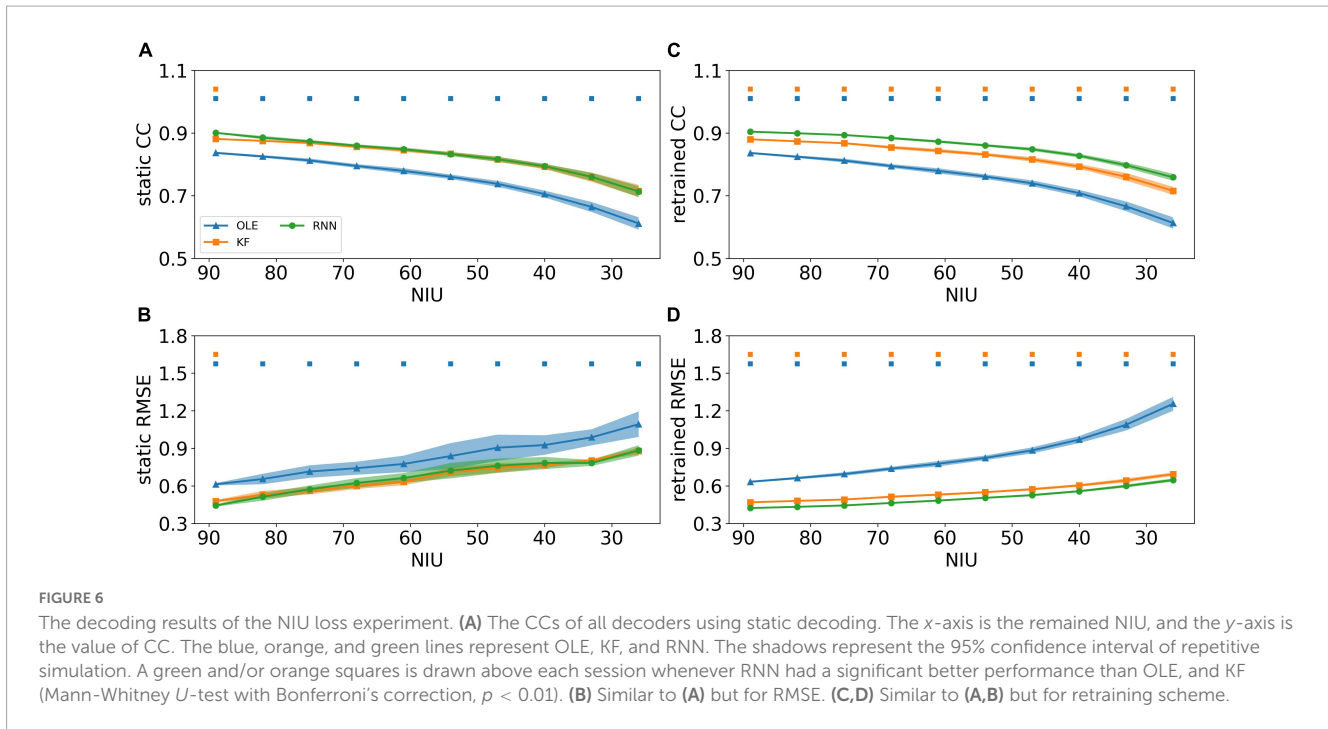 A
1.1
0.9
0.7
0.5
static CC
90 80 70 60 50 40 30
NIU
OLE
KF
RNN
C
1.1
0.9
0.7
0.5
retrained CC
90 80 70 60 50 40 30
NIU
B
1.8
1.5
1.2
0.9
0.6
0.3
static RMSE
90 80 70 60 50 40 30
NIU
D
1.8
1.5
1.2
0.9
0.6
0.3
retrained RMSE
90 80 70 60 50 40 30
NIU
FIGURE 6
The decoding results of the NIU loss experiment. (A) The CCs of all decoders using static decoding. The x-axis is the remained NIU, and the y-axis is
the value of CC. The blue, orange, and green lines represent OLE, KF, and RNN. The shadows represent the 95% confidence interval of repetitive
simulation. A green and/or orange squares is drawn above each session whenever RNN had a significant better performance than OLE, and KF
(Mann-Whitney U-test with Bonferroni's correction, p < 0.01). (B) Similar to (A) but for RMSE. (C,D) Similar to (A,B) but for retraining scheme.